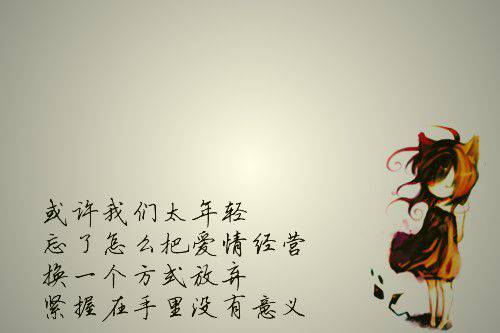 或许我们太年轻
忘了怎么把爱情经营
换一个方式放弃
紧握在手里没有意义